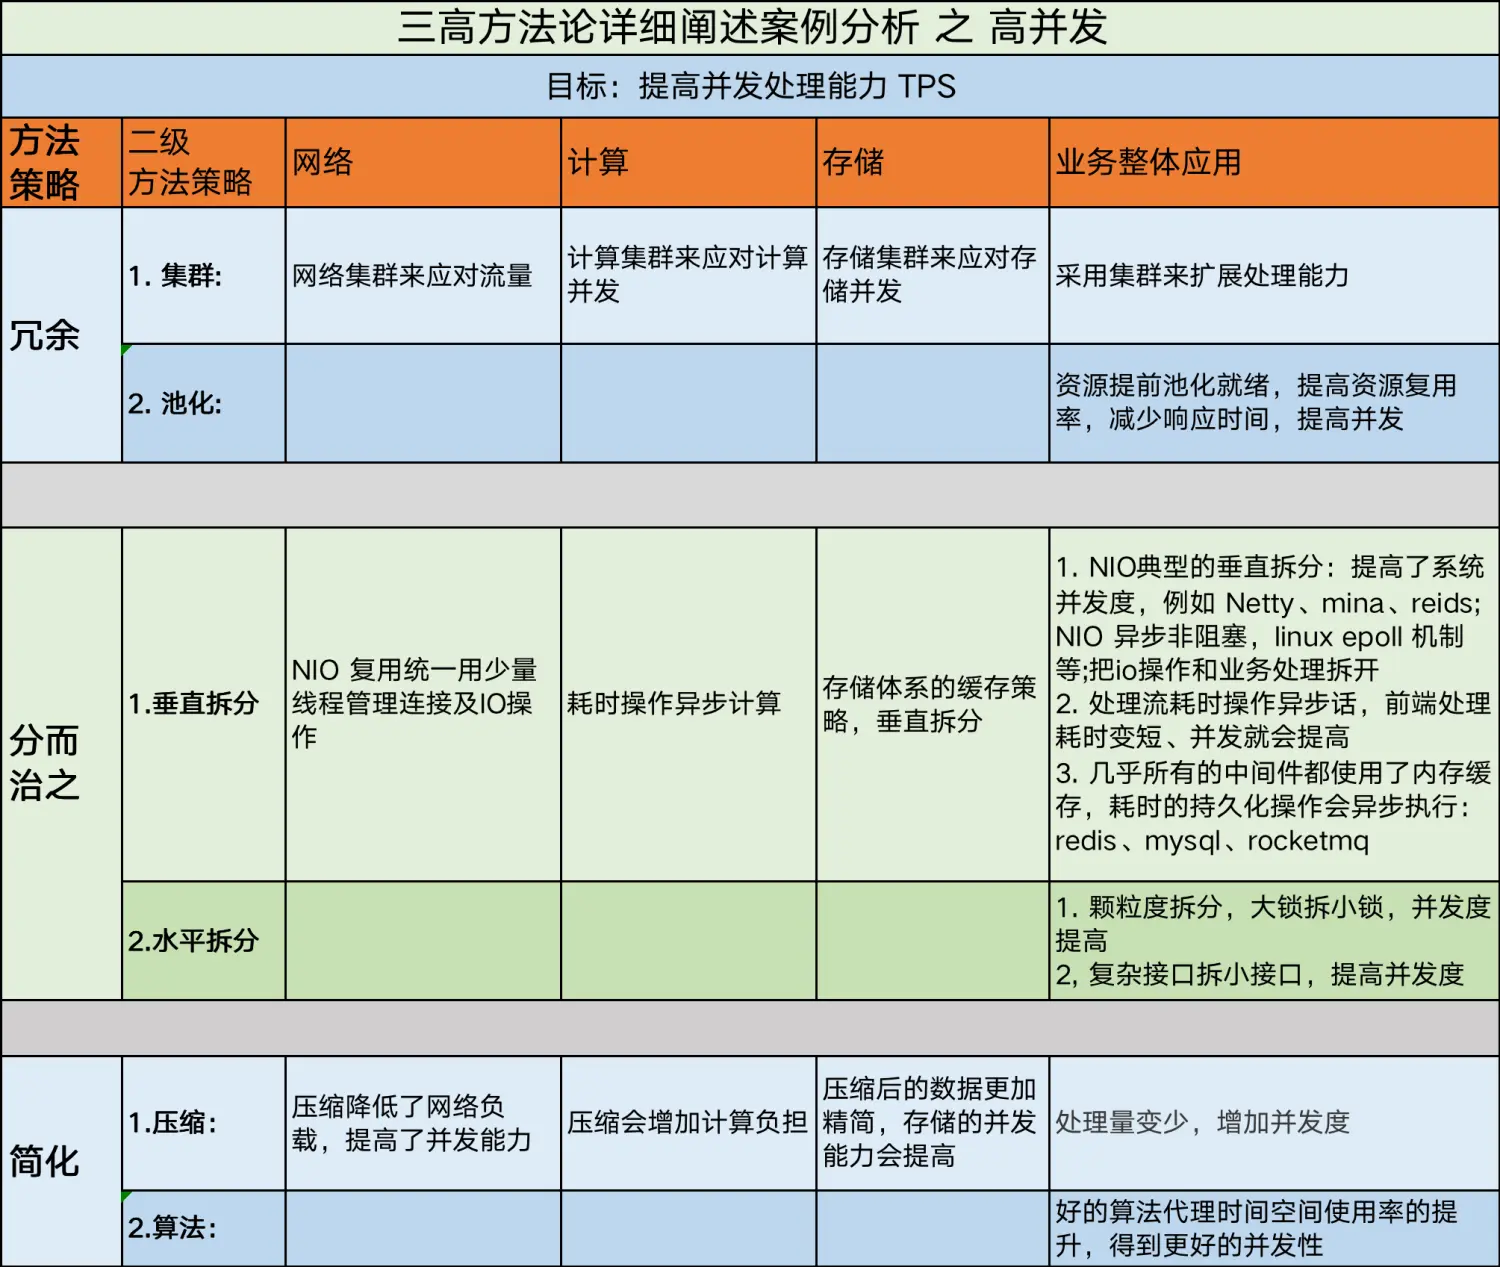 三高方法论详细阐述案例分析 之 高并发
目标：提高并发处理能力 TPS
方法
策略
二级
方法策略
网络
计算
存储
业务整体应用
冗余
1. 集群:
网络集群来应对流量
计算集群来应对计算
并发
存储集群来应对存
储并发
采用集群来扩展处理能力
2. 池化:
资源提前池化就绪，提高资源复用
率，减少响应时间，提高并发
分而
治之
1.垂直拆分
NIO 复用统一用少量
线程管理连接及IO操
作
耗时操作异步计算
存储体系的缓存策
略，垂直拆分
1. NIO典型的垂直拆分：提高了系统
并发度，例如 Netty、mina、reids;
NIO 异步非阻塞，linux epoll 机制
等;把io操作和业务处理拆开
2. 处理流耗时操作异步话，前端处理
耗时变短、并发就会提高
3. 几乎所有的中间件都使用了内存缓
存，耗时的持久化操作会异步执行：
redis、mysql、rocketmq
2.水平拆分
1. 颗粒度拆分，大锁拆小锁，并发度
提高
2, 复杂接口拆小接口，提高并发度
简化
1.压缩：
压缩降低了网络负
载，提高了并发能力
压缩会增加计算负担
压缩后的数据更加
精简，存储的并发
能力会提高
处理量变少，增加并发度
2.算法：
好的算法代理时间空间使用率的提
升，得到更好的并发性